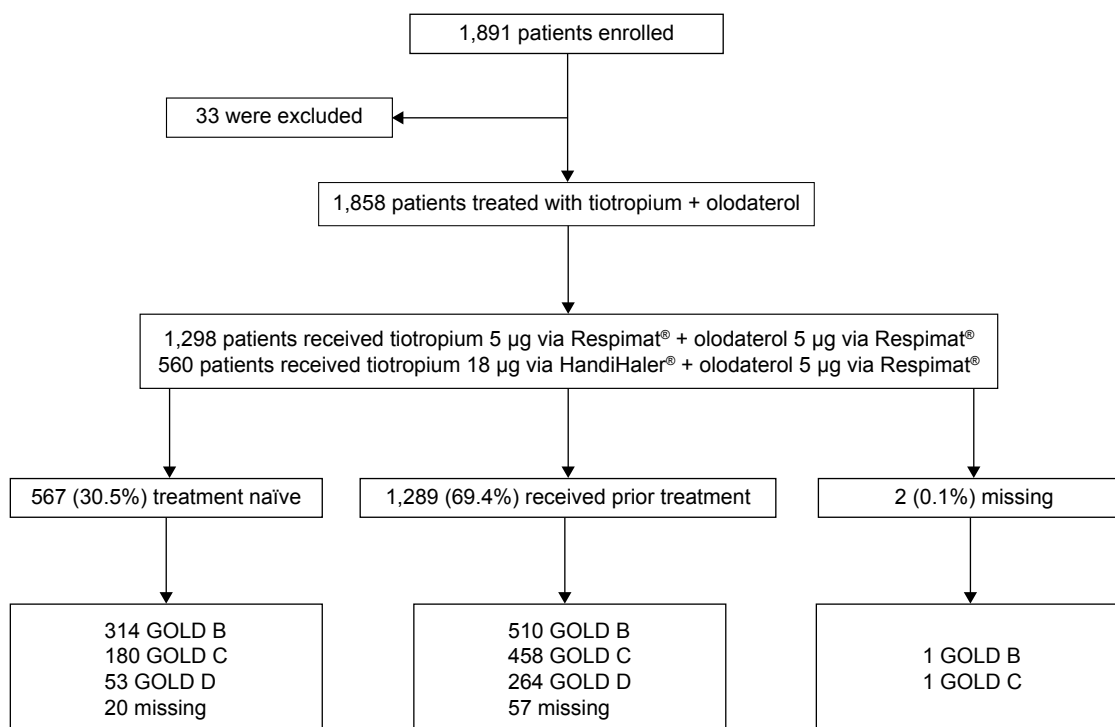 1,891 patients enrolled
33 were excluded
1,858 patients treated with tiotropium + olodaterol
1,298 patients received tiotropium 5 µg via Respimat® + olodaterol 5 µg via Respimat®
560 patients received tiotropium 18 µg via HandiHaler® + olodaterol 5 µg via Respimat®
567 (30.5%) treatment naïve
1,289 (69.4%) received prior treatment
2 (0.1%) missing
314 GOLD B
180 GOLD C
53 GOLD D
20 missing
510 GOLD B
458 GOLD C
264 GOLD D
57 missing
1 GOLD B
1 GOLD C